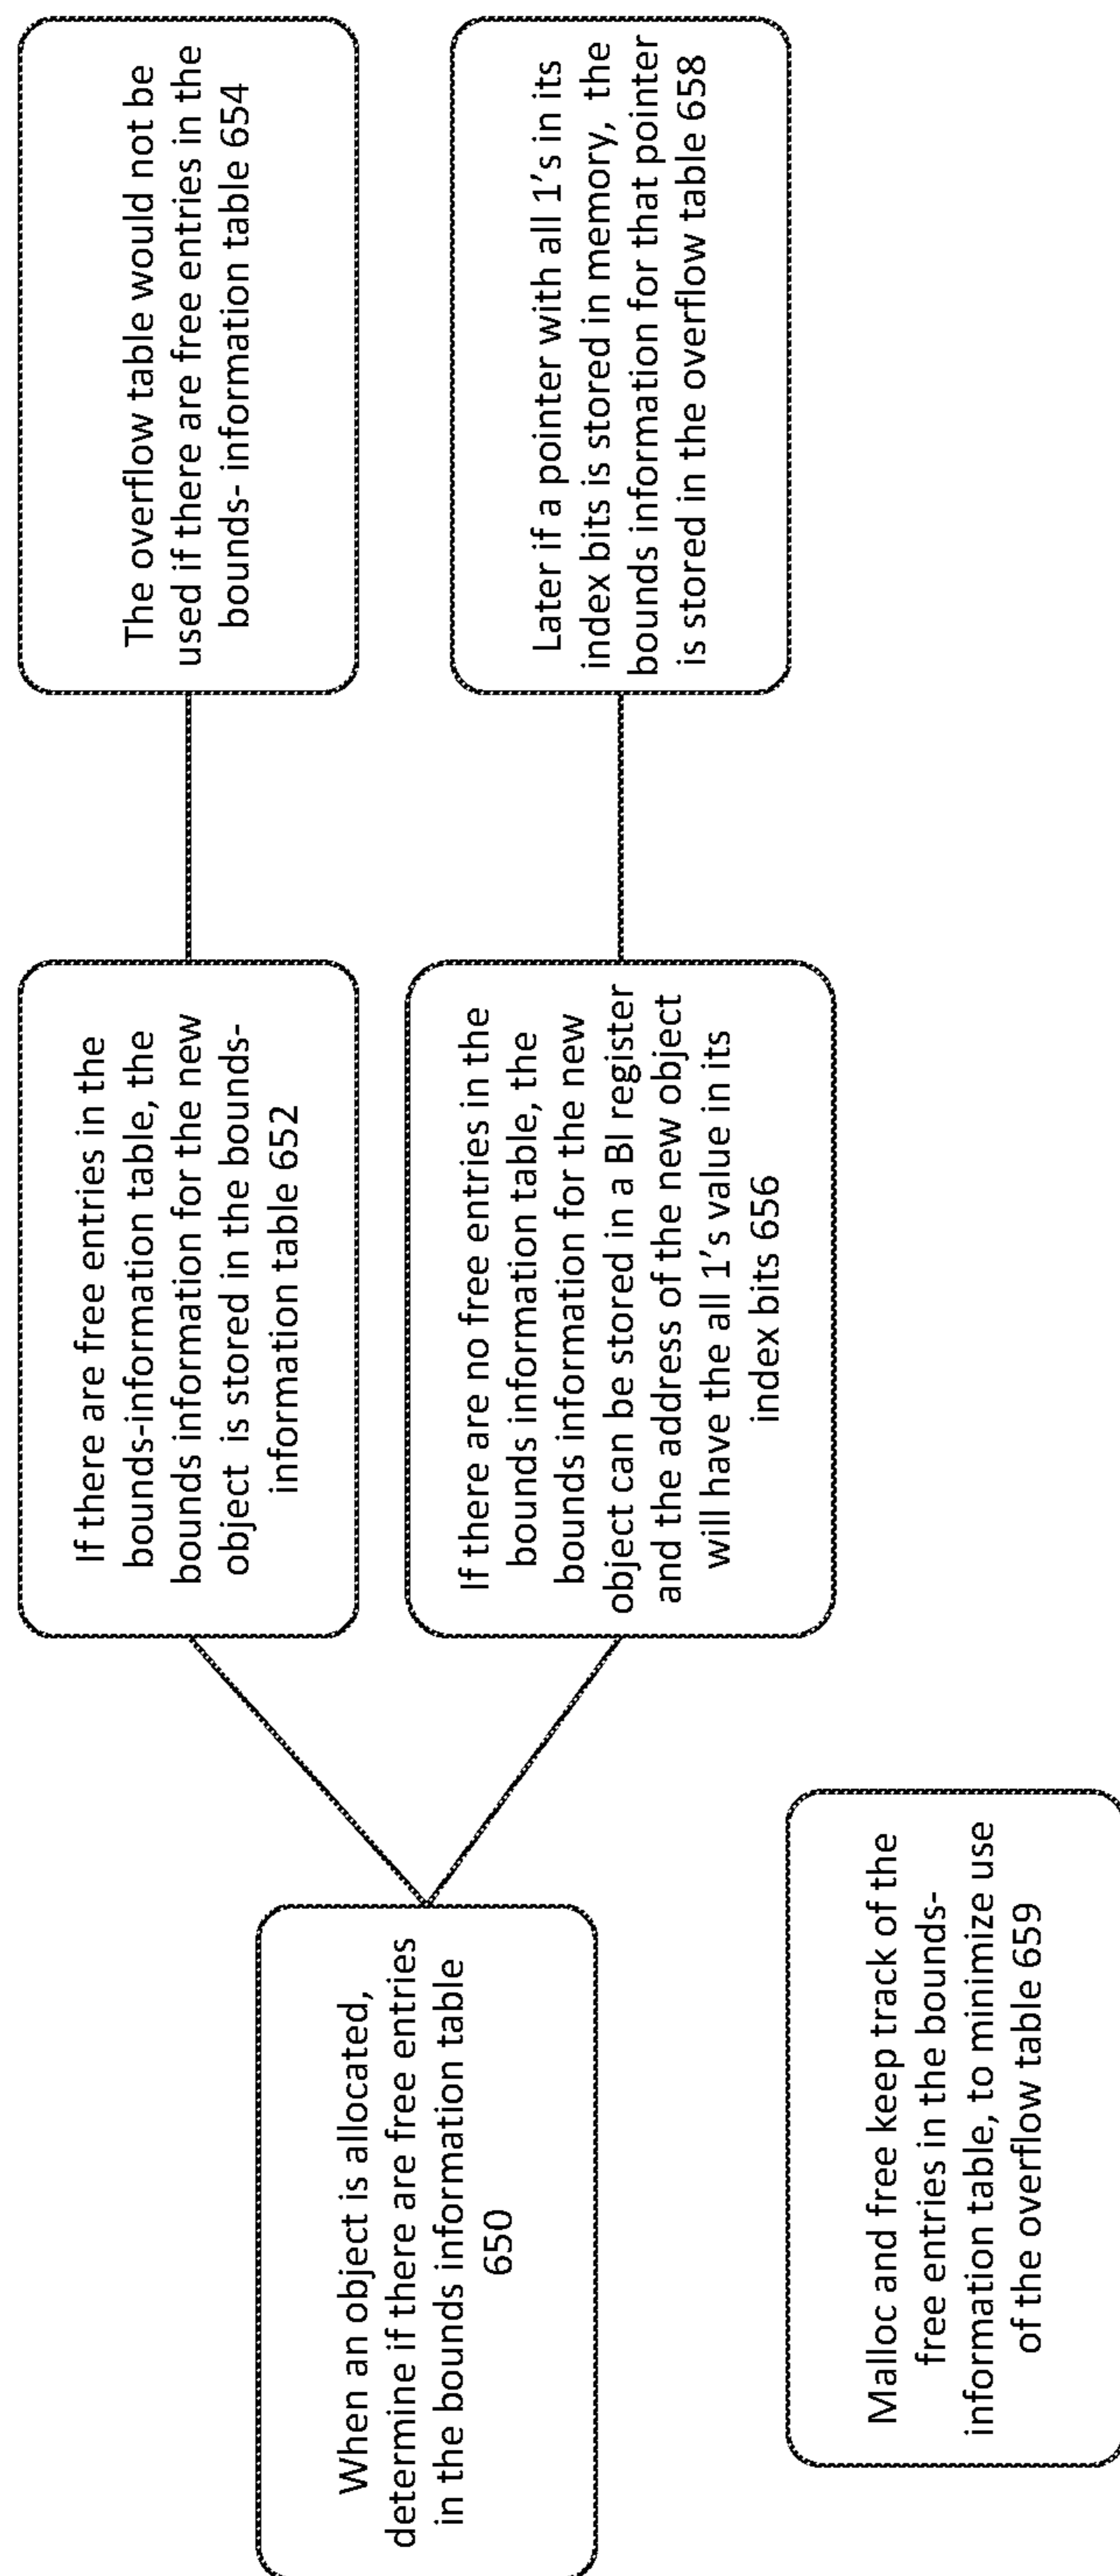 When an object is allocated,
determine if there are free entries
in the bounds information table
650
If there are free entries in the
bounds-information table, the
bounds information for the new
object is stored in the bounds-
information table 652
The overflow table would not be
used if there are free entries in the
bounds- information table 654
If there are no free entries in the
bounds information table, the
bounds information for the new
object can be stored in a BI register
and the address of the new object
will have the all 1's value in its
index bits 656
Later if a pointer with all 1's in its
index bits is stored in memory, the
bounds information for that pointer
is stored in the overflow table 658
Malloc and free keep track of the
free entries in the bounds-
information table, to minimize use
of the overflow table 659